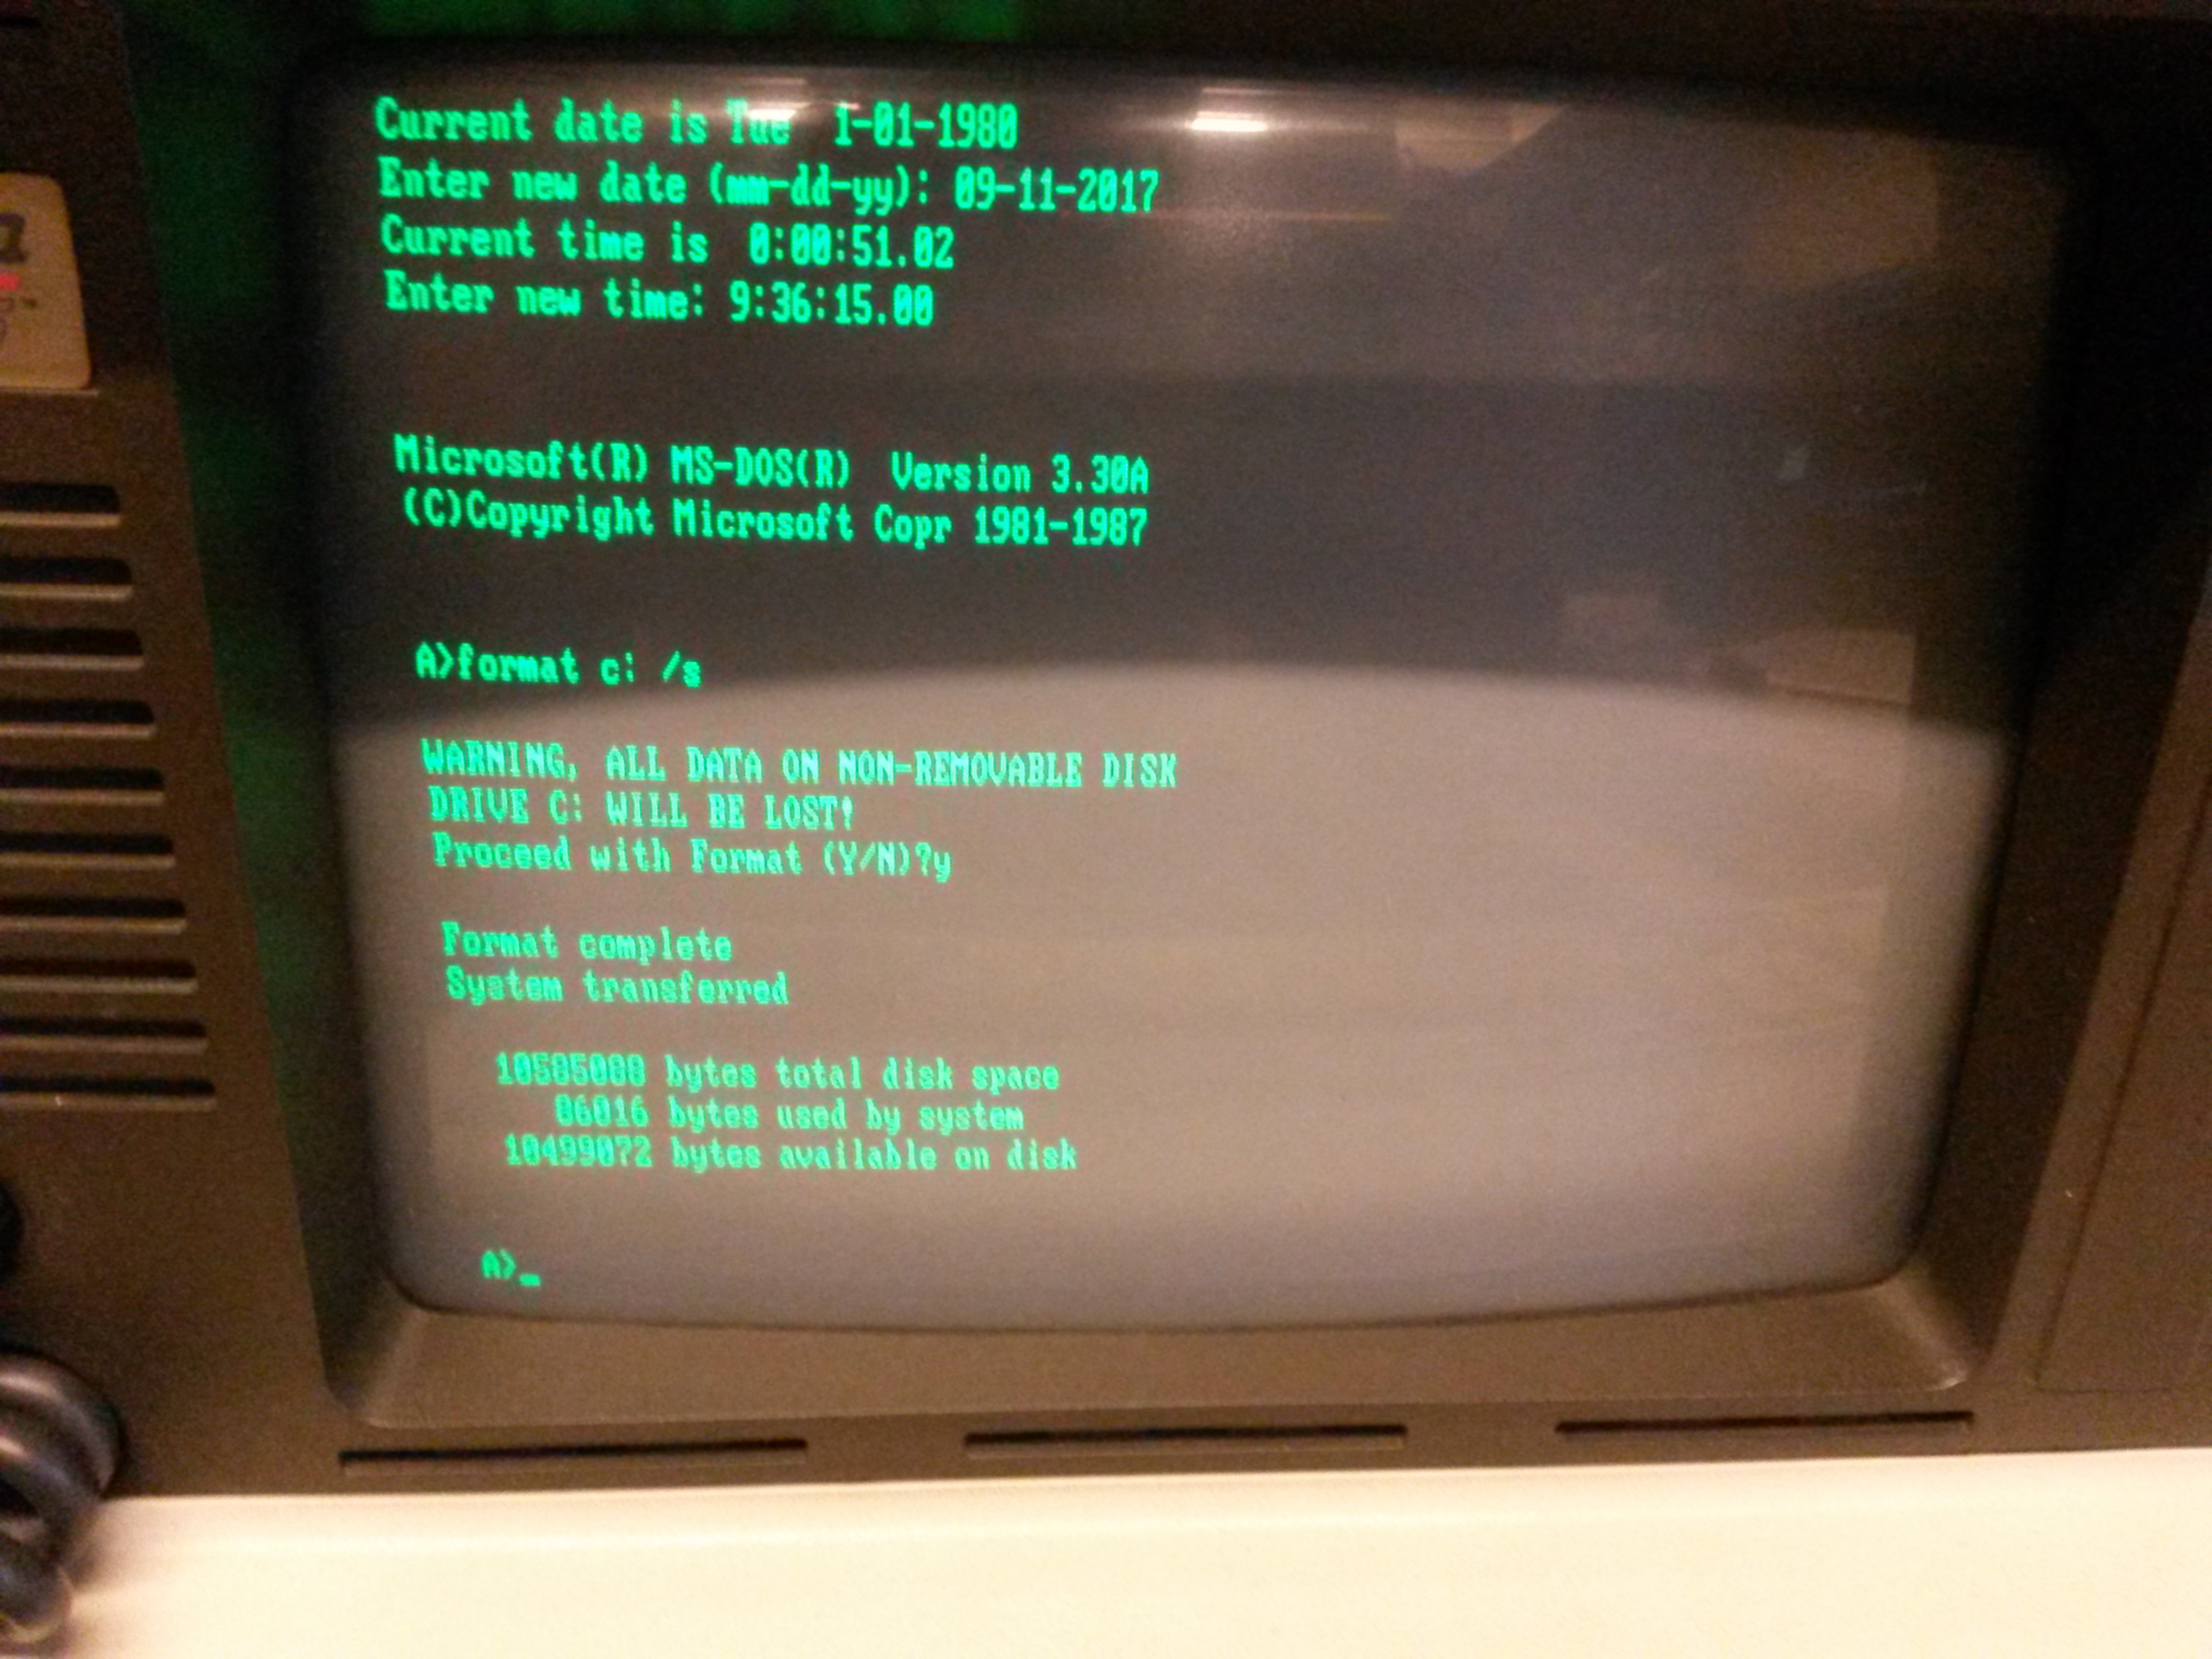 Current date is Tue  1-01-1980
Enter new date (mm-dd-yy): 09-11-2017
Current time is  0:00:51.02
Enter new time: 9:36:15.00
Microsoft(R) MS-DOS(R)  Version 3.30A
(C)Copyright Microsoft Copr 1981-1987
A>format c: /s
WARNING, ALL DATA ON NON-REMOVABLE DISK
DRIVE C: WILL BE LOST!
Proceed with Format (Y/N)?y
Format complete
System transferred
10585088 bytes total disk space
86016 bytes used by system
10499072 bytes available on disk
A>_